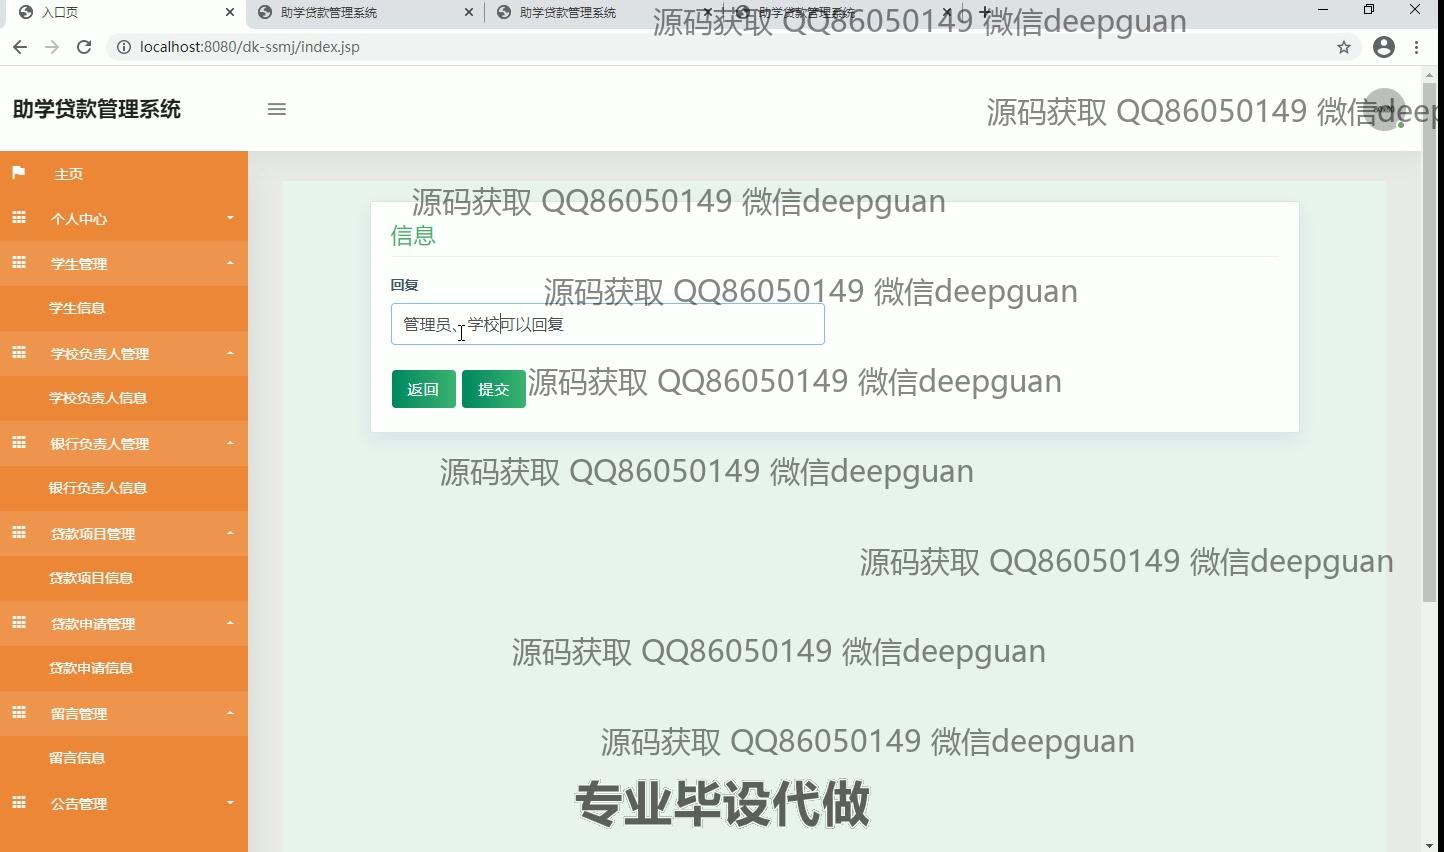 入口页
助学贷款管理系统
助学贷款管理系统
助学贷款管理系统
源码获取 QQ86050149 微信deepguan
localhost:8080/dk-ssmj/index.jsp
助学贷款管理系统
源码获取 QQ86050149 微信deep
主页
个人中心
学生管理
学生信息
学校负责人管理
学校负责人信息
银行负责人管理
银行负责人信息
贷款项目管理
贷款项目信息
贷款申请管理
贷款申请信息
留言管理
留言信息
公告管理
源码获取 QQ86050149 微信deepguan
信息
回复
源码获取 QQ86050149 微信deepguan
管理员、学校可以回复
返回
提交
源码获取 QQ86050149 微信deepguan
源码获取 QQ86050149 微信deepguan
源码获取 QQ86050149 微信deepguan
源码获取 QQ86050149 微信deepguan
源码获取 QQ86050149 微信deepguan
专业毕设代做